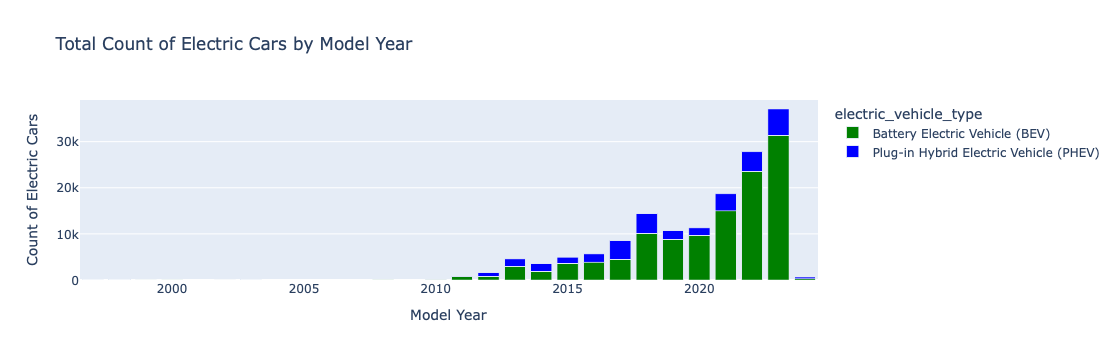 Total Count of Electric Cars by Model Year
electric_vehicle_type
Battery Electric Vehicle (BEV)
Plug-in Hybrid Electric Vehicle (PHEV)
Count of Electric Cars
30k
20k
10k
0
2000 2005 2010 2015 2020
Model Year